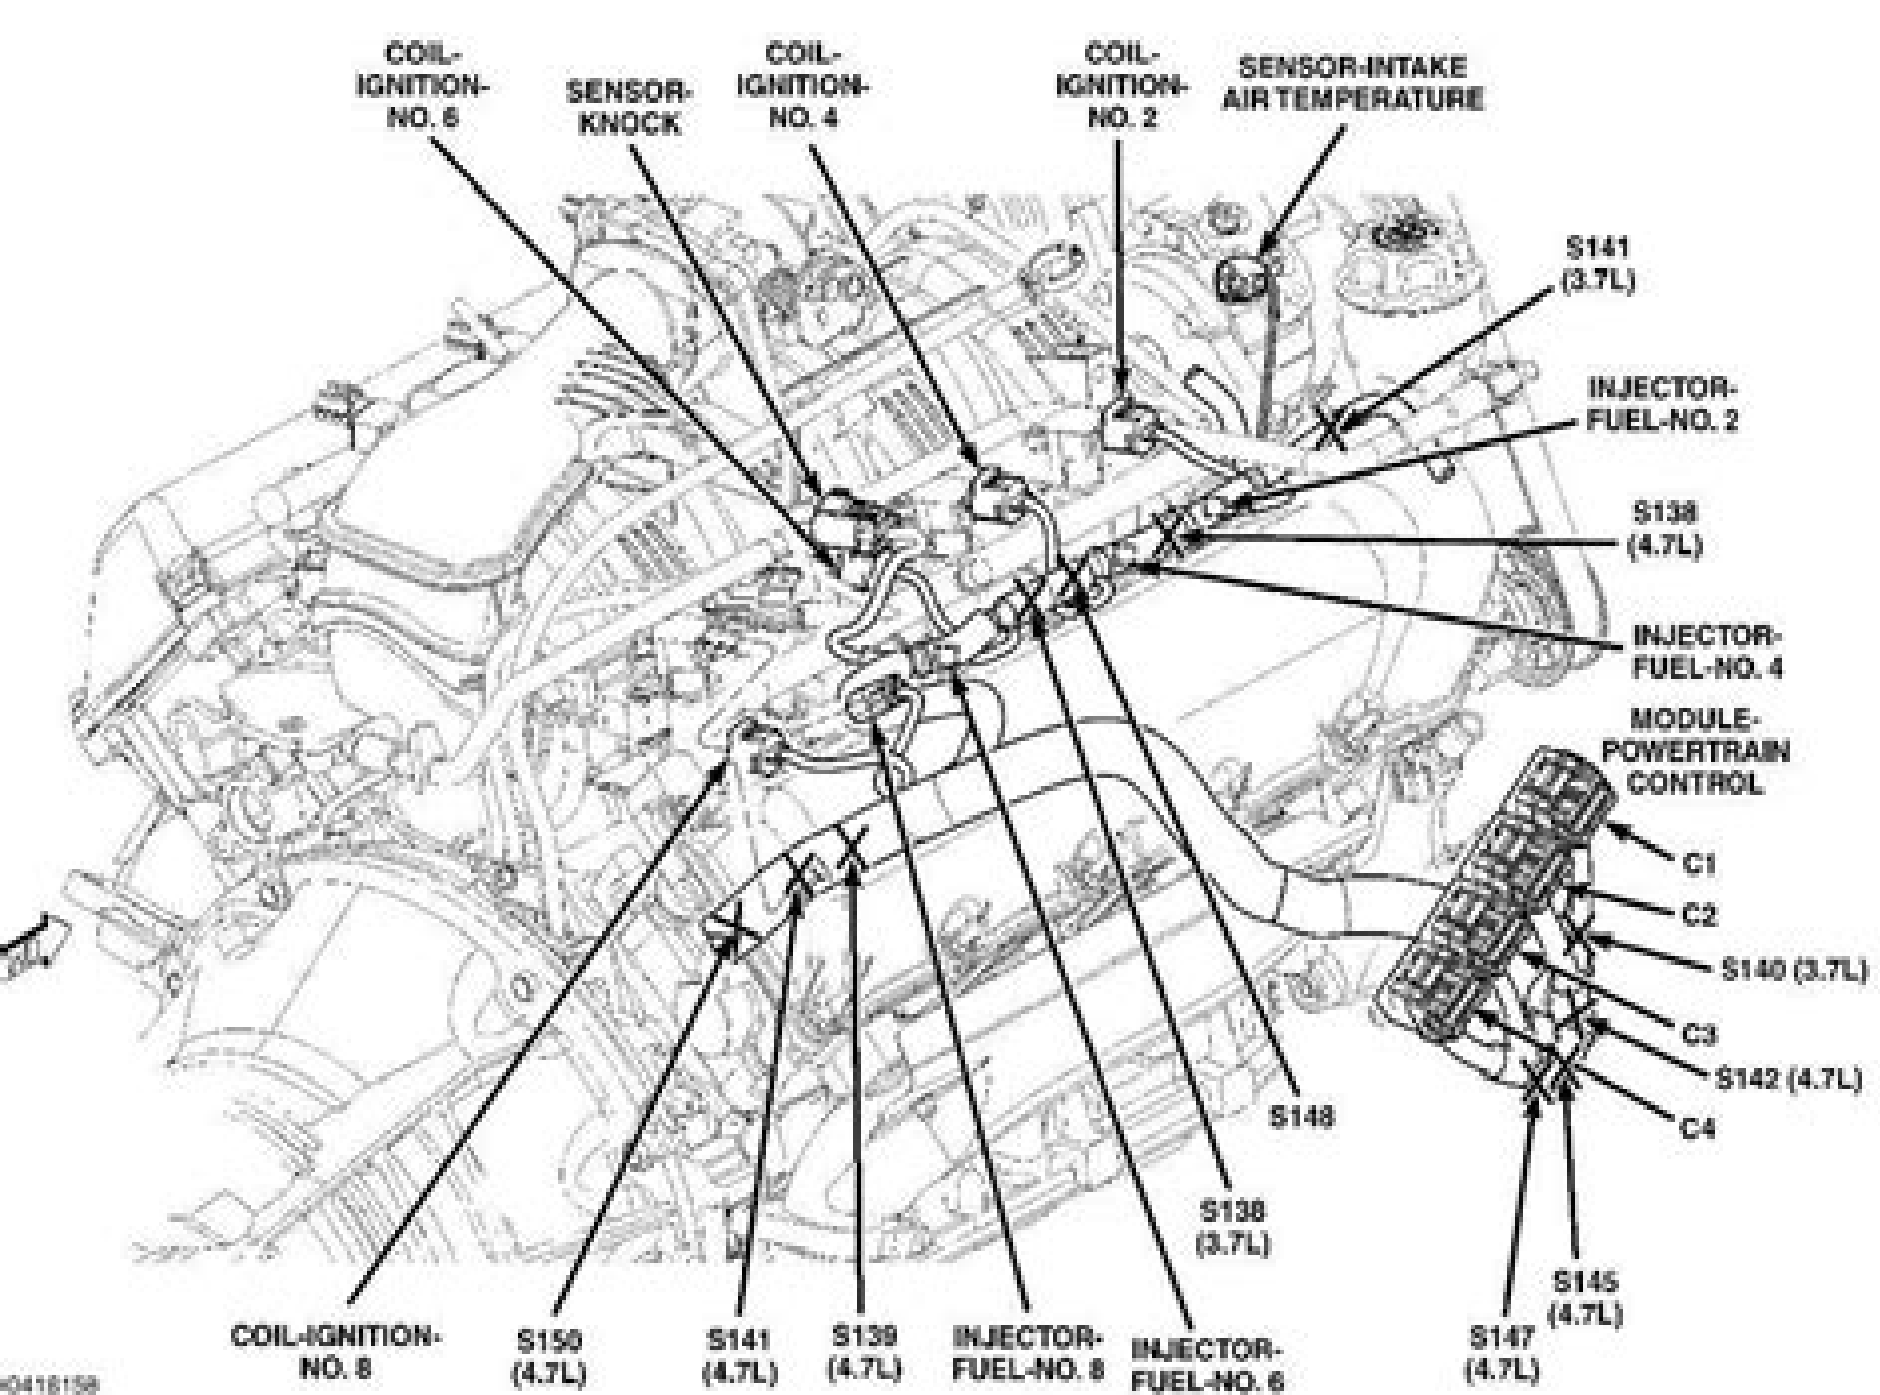 COIL-
IGNITION-
NO. 6
SENSOR-
KNOCK
COIL-
IGNITION-
NO. 4
COIL-
IGNITION-
NO. 2
SENSOR-INTAKE
AIR TEMPERATURE
S141
(3.7L)
INJECTOR-
FUEL-NO. 2
S138
(4.7L)
INJECTOR-
FUEL-NO. 4
MODULE-
POWERTRAIN
CONTROL
C1
C2
S140 (3.7L)
C3
S142 (4.7L)
C4
S148
S138
(3.7L)
S145
(4.7L)
S147
(4.7L)
COIL-IGNITION-
NO. 8
S150
(4.7L)
S141
(4.7L)
S139
(4.7L)
INJECTOR-
FUEL-NO. 8
INJECTOR-
FUEL-NO. 6